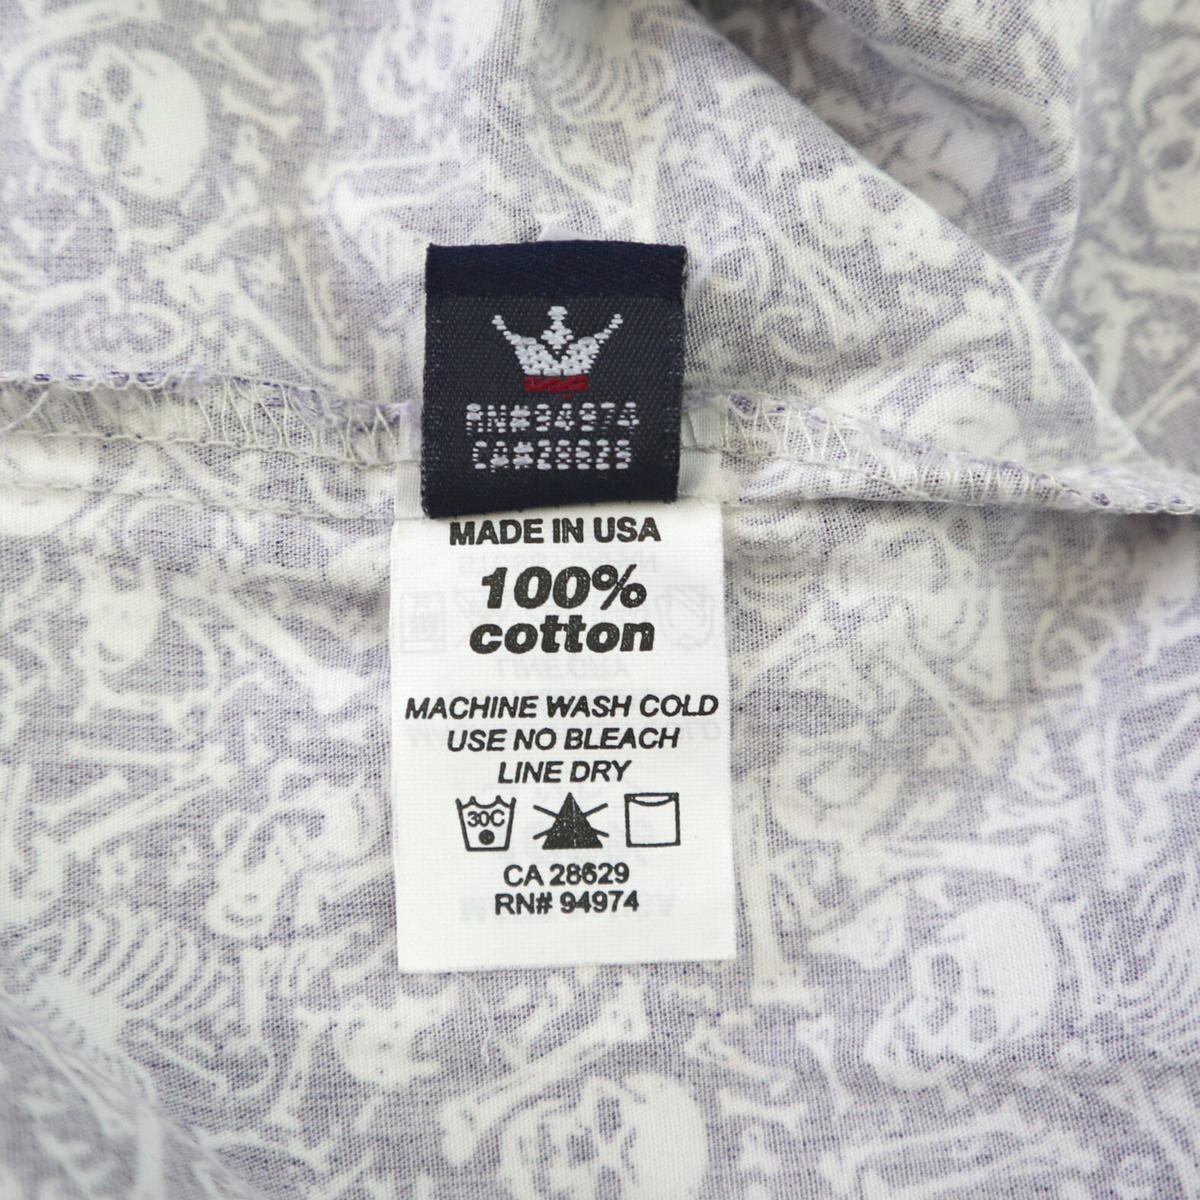 RN#94974
CA#28629
MADE IN USA
100%
cotton
MACHINE WASH COLD
USE NO BLEACH
LINE DRY
30C
CA 28629
RN# 94974